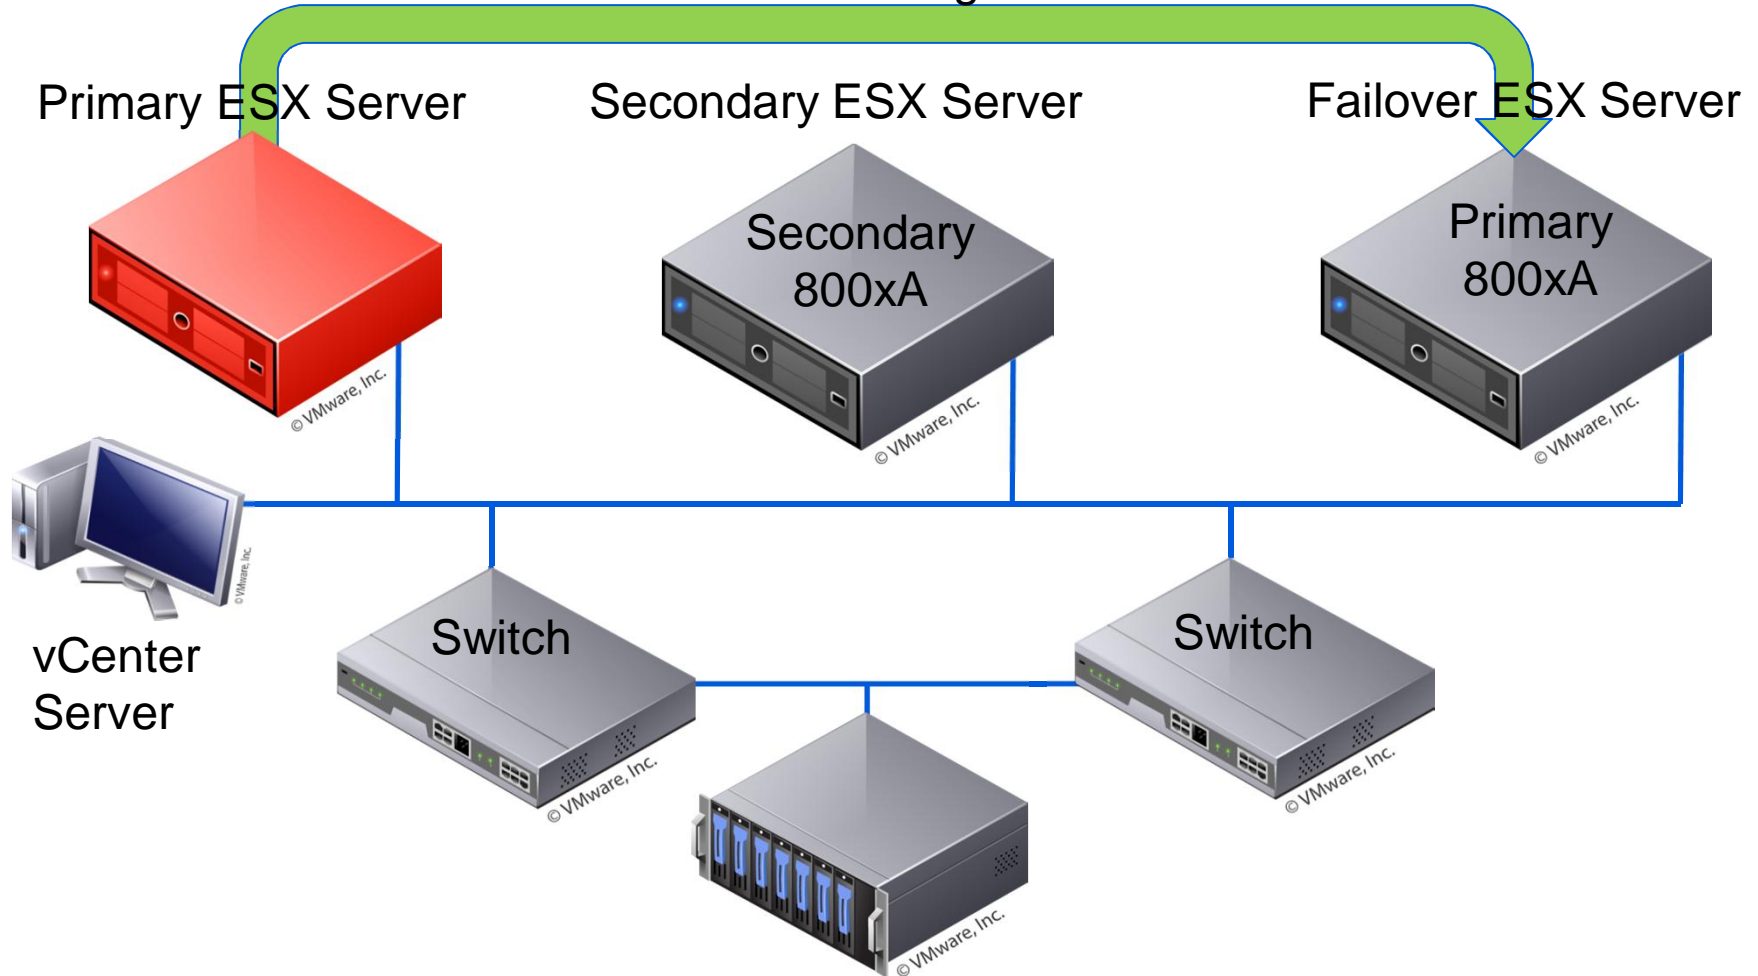 Primary ESX Server
Secondary ESX Server
Failover ESX Server
Secondary
800xA
Primary
800xA
© VMware, Inc.
© VMware, Inc.
© VMware, Inc.
© VMware, Inc.
vCenter
Server
Switch
Switch
© VMware, Inc.
© VMware, Inc.
© VMware, Inc.